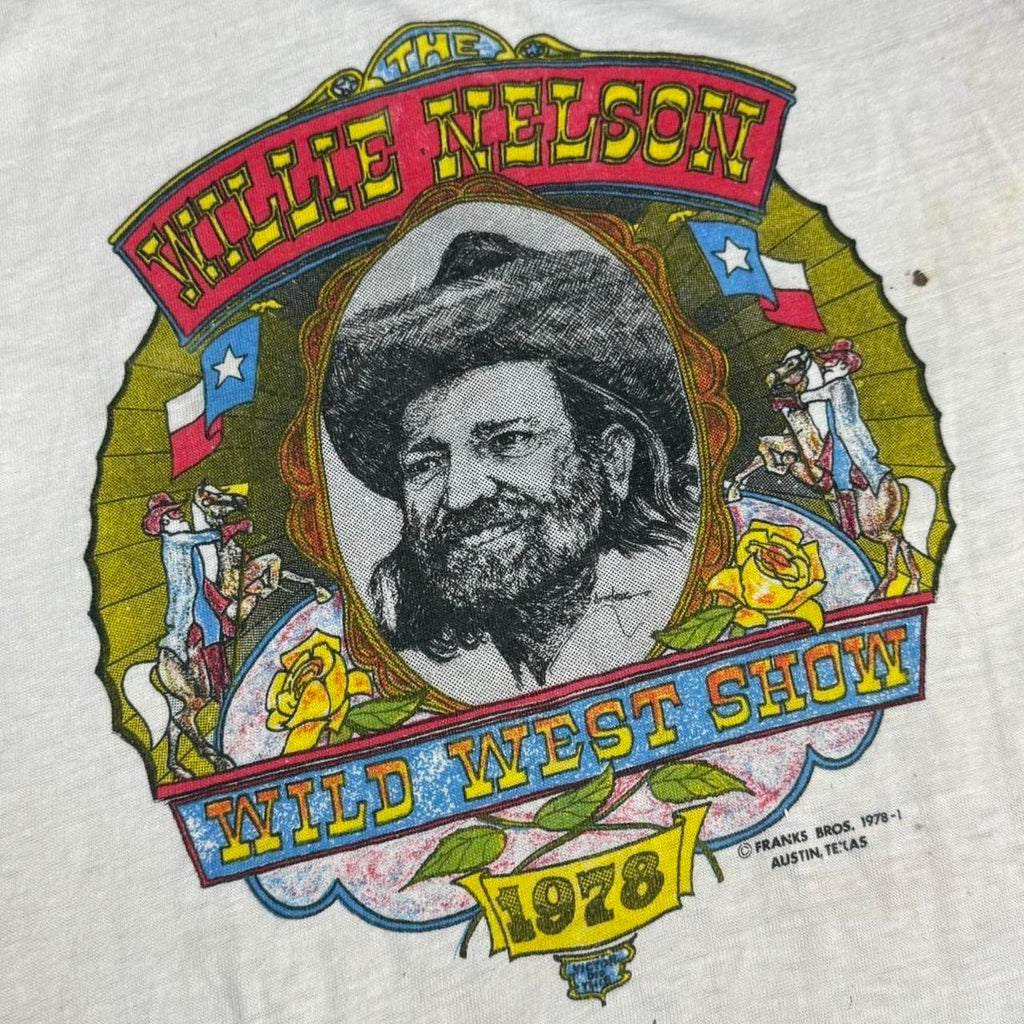 THE
WILLIE NELSON
WILD WEST SHOW
1978
© FRANKS BROS. 1978-1
AUSTIN, TEXAS